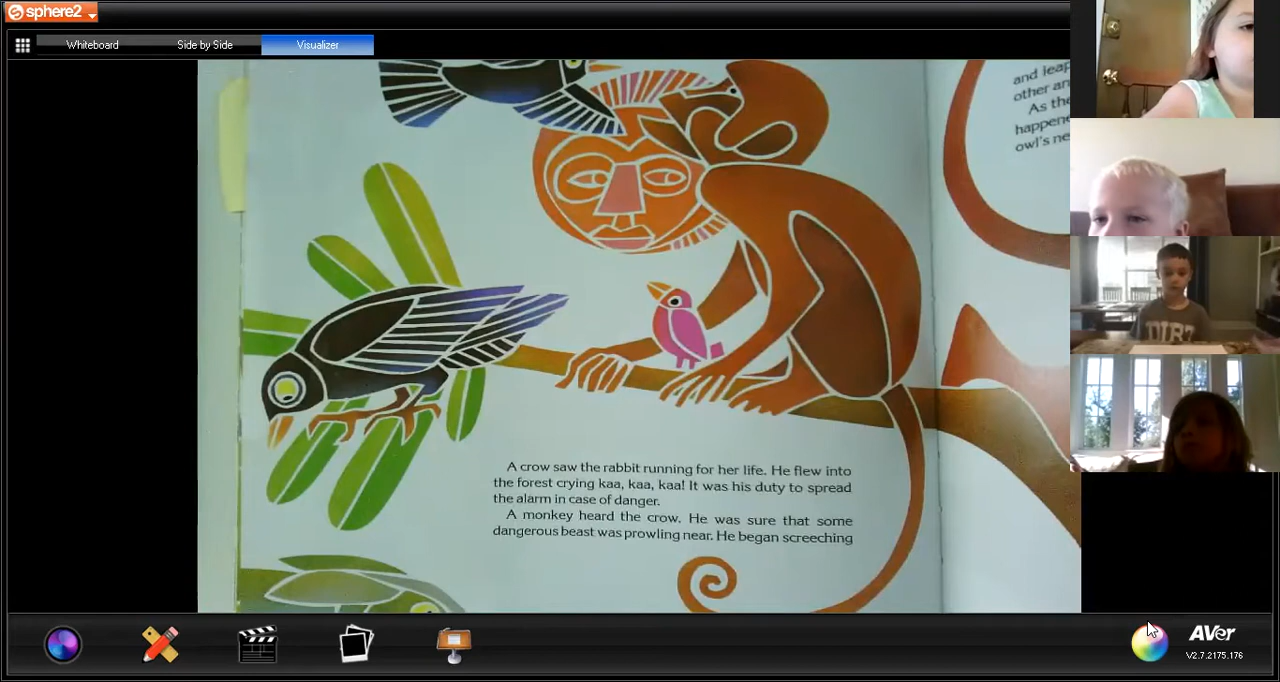 sphere2
Whiteboard
Side by Side
Visualizer
and leap
other an
As the
happene
owl's ne
DIRT
A crow saw the rabbit running for her life. He flew into
the forest crying kaa, kaa, kaa! It was his duty to spread
the alarm in case of danger.
A monkey heard the crow. He was sure that some
dangerous beast was prowling near. He began screeching
AVer
V2.7.2175.176